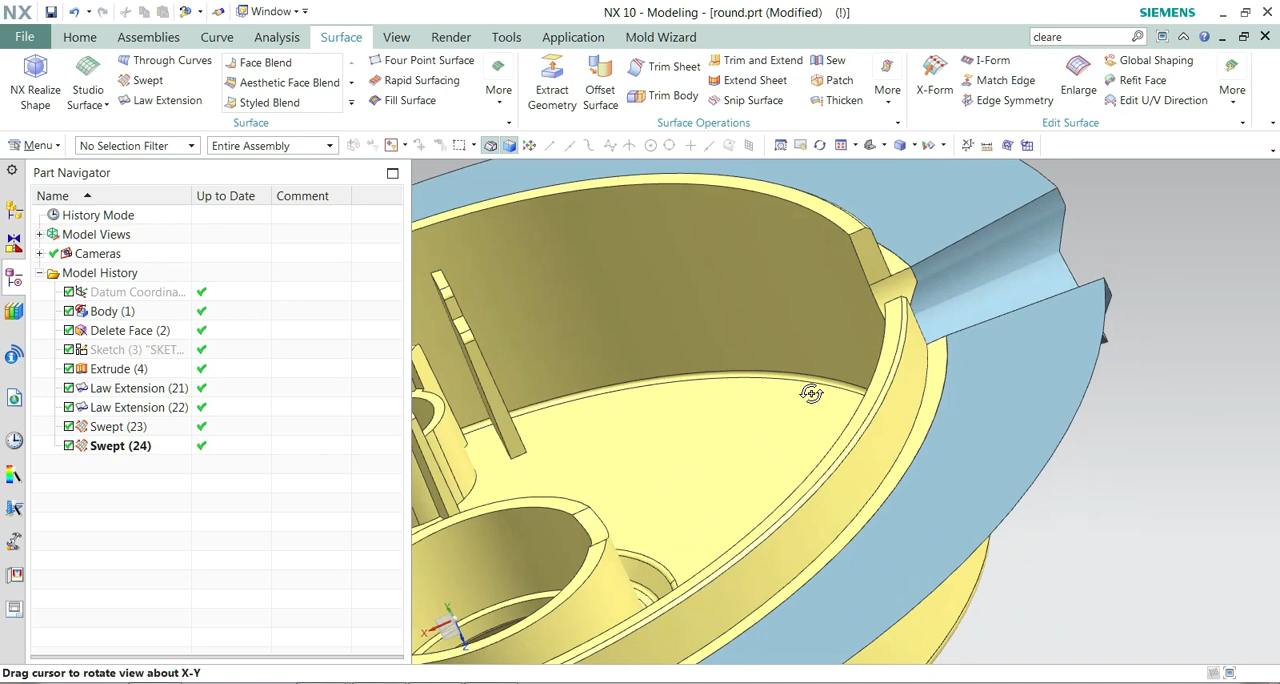 NX Window NX 10 - Modeling - [round.prt (Modified) (!)] SIEMENS
File Home Assemblies Curve Analysis Surface View Render Tools Application Mold Wizard cleare
NX Realize Shape
Studio Surface
Through Curves
Swept
Law Extension
Face Blend
Aesthetic Face Blend
Styled Blend
Four Point Surface
Rapid Surfacing
Fill Surface
More
Surface
Extract Geometry
Offset Surface
Trim Sheet
Trim Body
Trim and Extend
Extend Sheet
Snip Surface
Sew
Patch
Thicken
More
Surface Operations
X-Form
I-Form
Match Edge
Edge Symmetry
Enlarge
Global Shaping
Refit Face
Edit U/V Direction
More
Edit Surface
Menu No Selection Filter Entire Assembly
Part Navigator
Name Up to Date Comment
History Mode
Model Views
Cameras
Model History
Datum Coordina...
Body (1)
Delete Face (2)
Sketch (3) "SKET...
Extrude (4)
Law Extension (21)
Law Extension (22)
Swept (23)
Swept (24)
Y
X
Z
Drag cursor to rotate view about X-Y